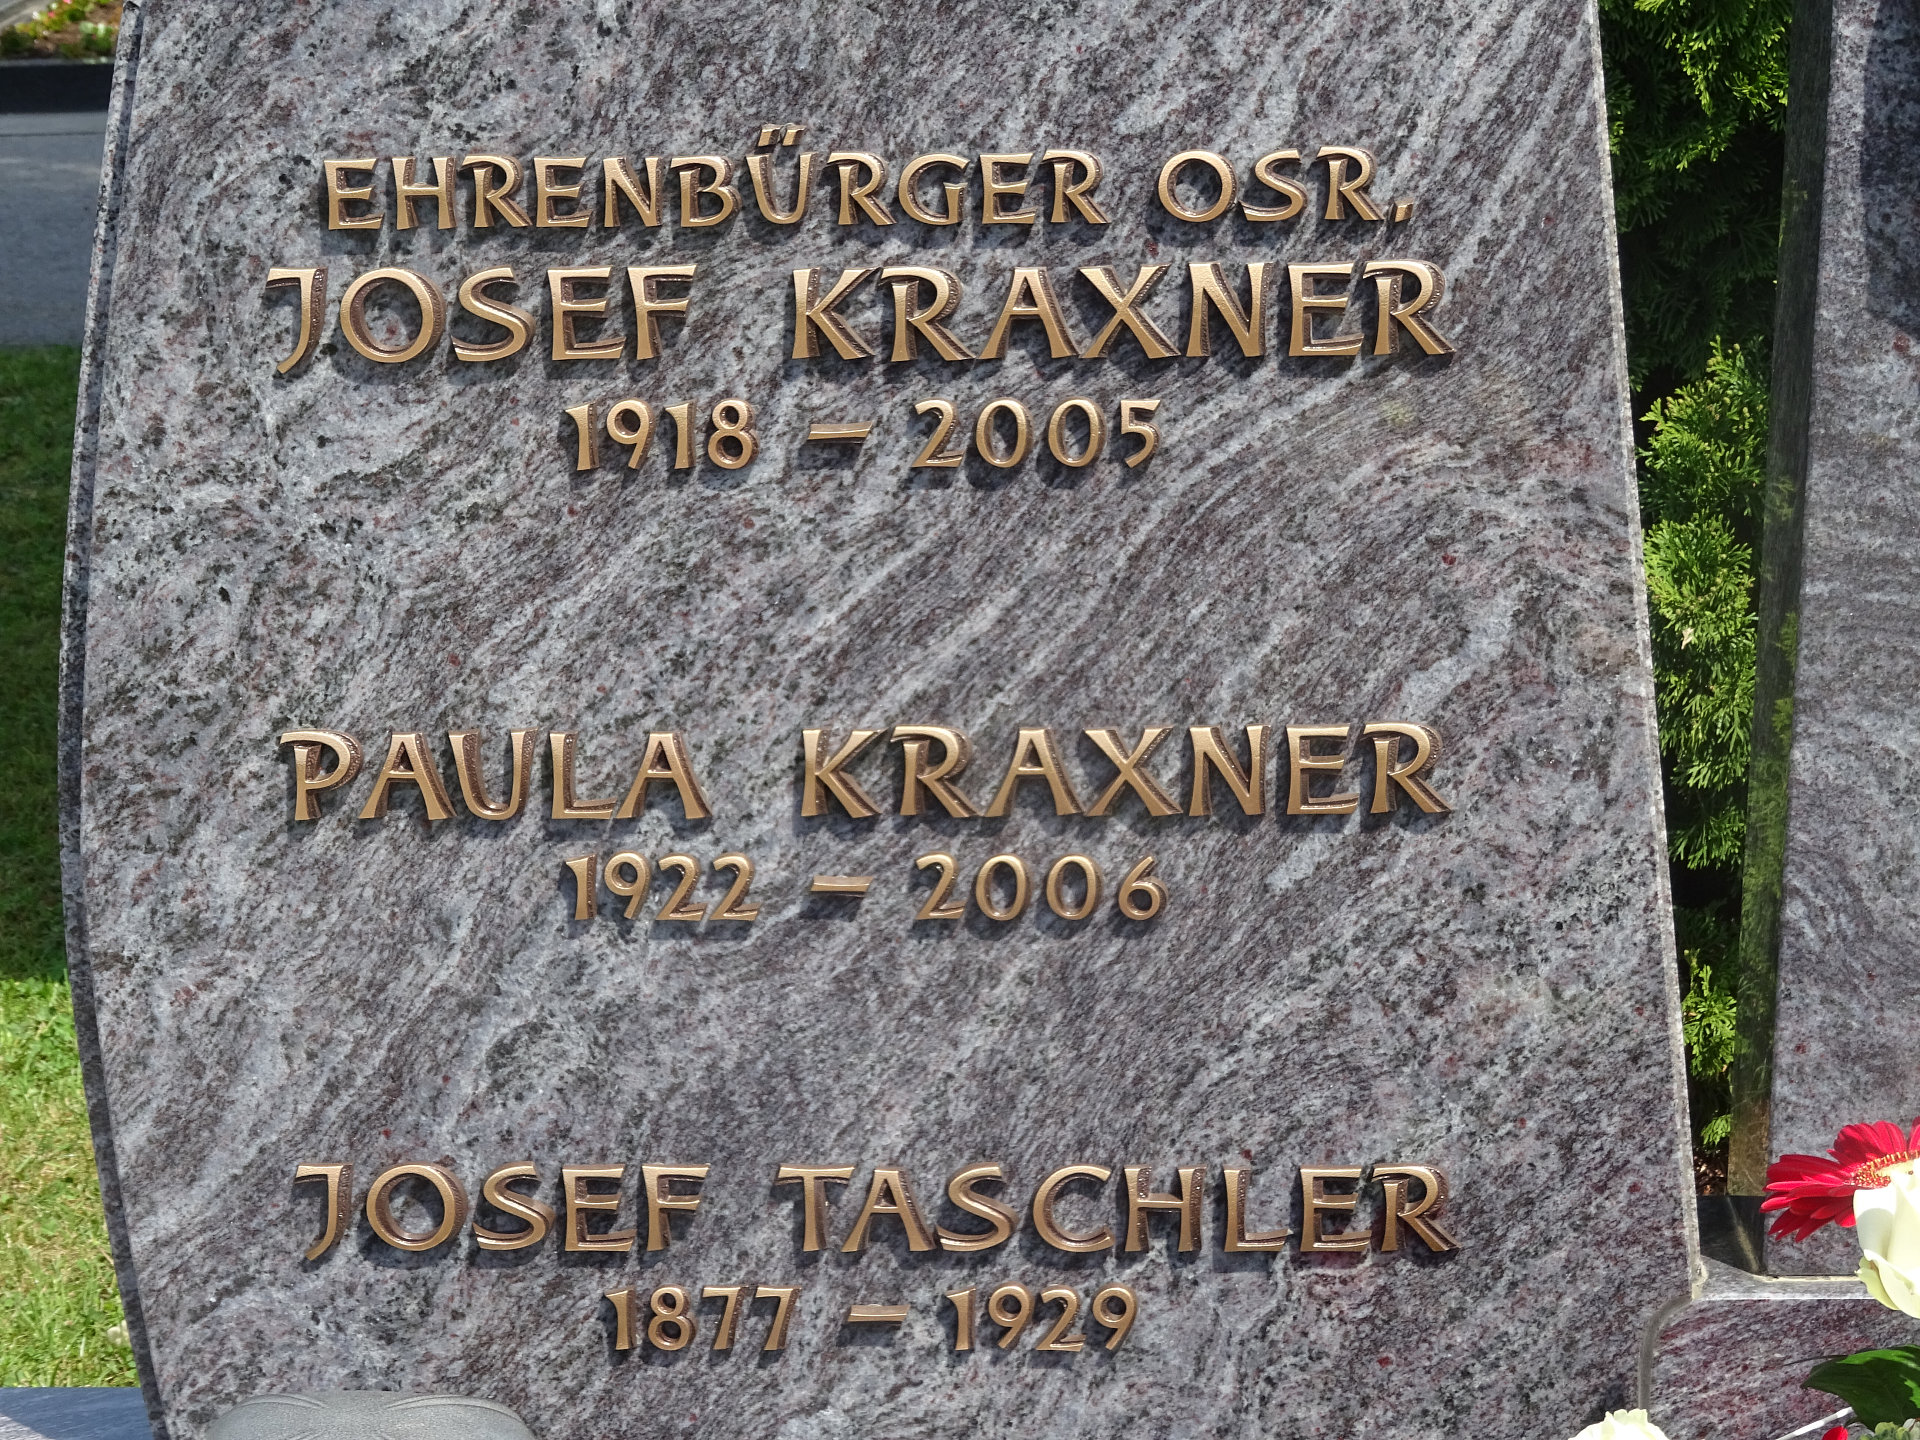 EHRENBÜRGER OSR.
JOSEF KRAXNER
1918 – 2005
PAULA KRAXNER
1922 – 2006
JOSEF TASCHLER
1877 – 1929